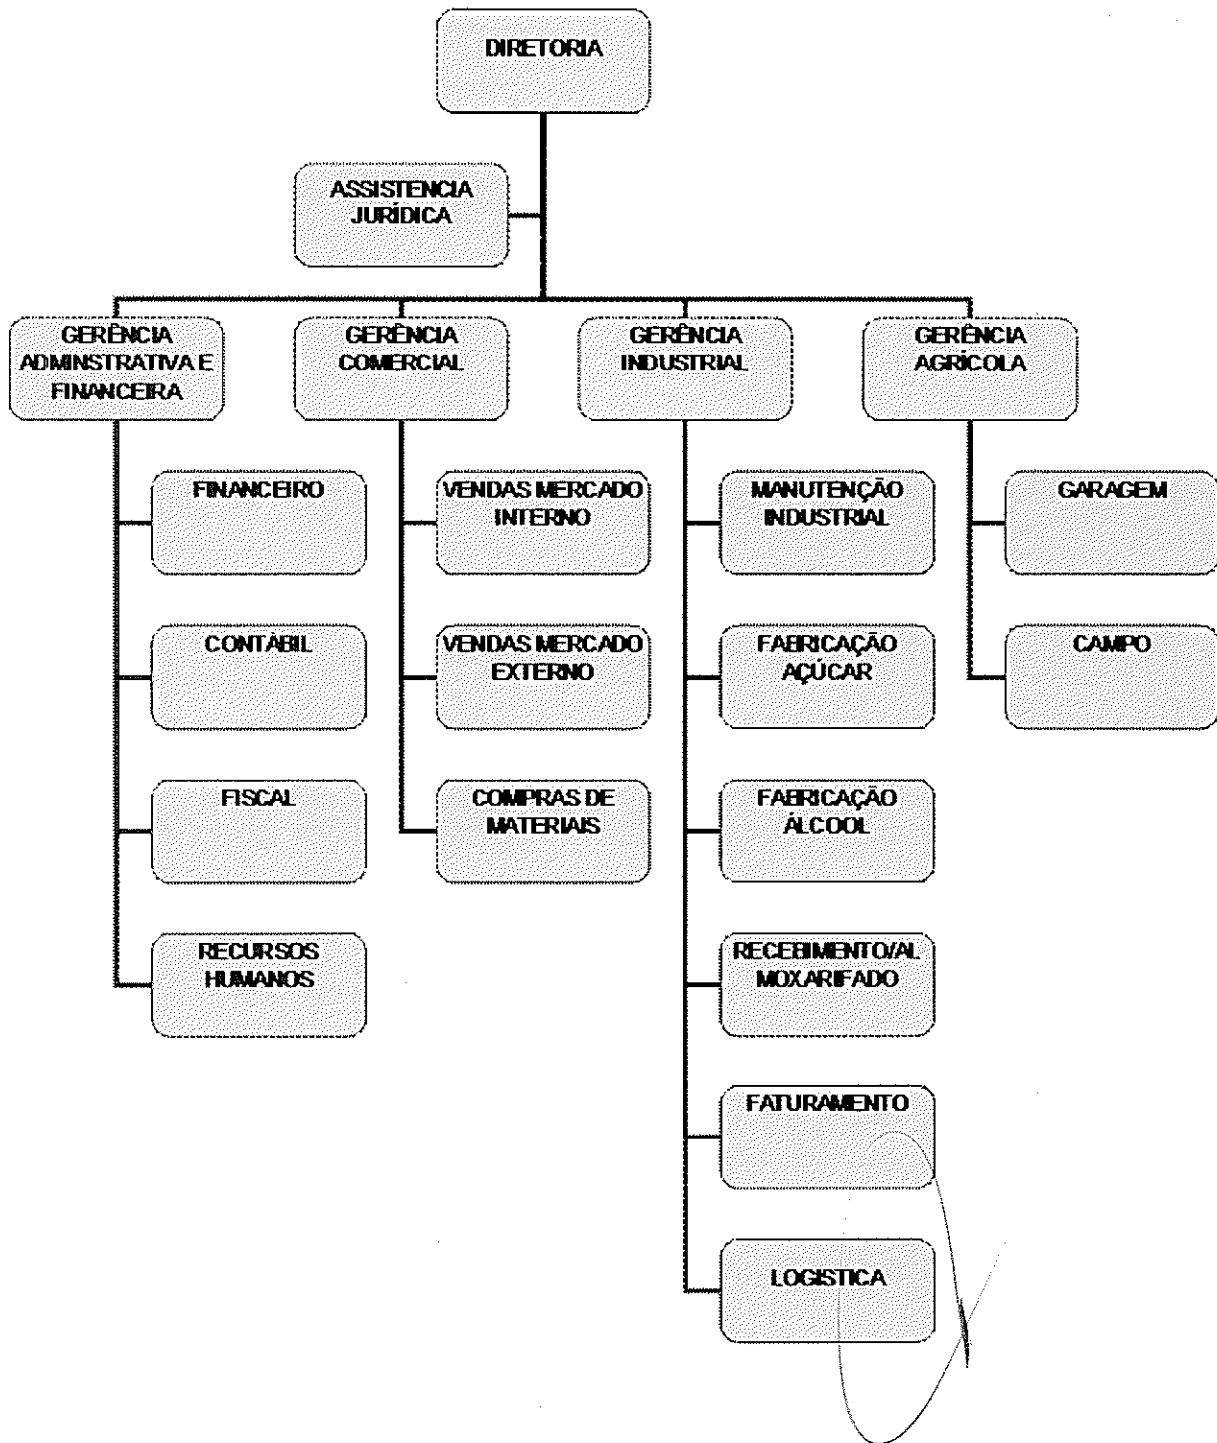 DIRETORIA
ASSISTENCIA
JURÍDICA
GERÊNCIA
ADMINSTRATIVA E
FINANCEIRA
GERÊNCIA
COMERCIAL
GERÊNCIA
INDUSTRIAL
GERÊNCIA
AGRÍCOLA
FINANCEIRO
CONTÁBIL
FISCAL
RECURSOS
HUMANOS
VENDAS MERCADO
INTERNO
VENDAS MERCADO
EXTERNO
COMPRAS DE
MATERIAIS
MANUTENÇÃO
INDUSTRIAL
FABRICAÇÃO
AÇÚCAR
FABRICAÇÃO
ÁLCOOL
RECEBIMENTO/AL
MOXARIFADO
FATURAMENTO
LOGISTICA
GARAGEM
CAMPO